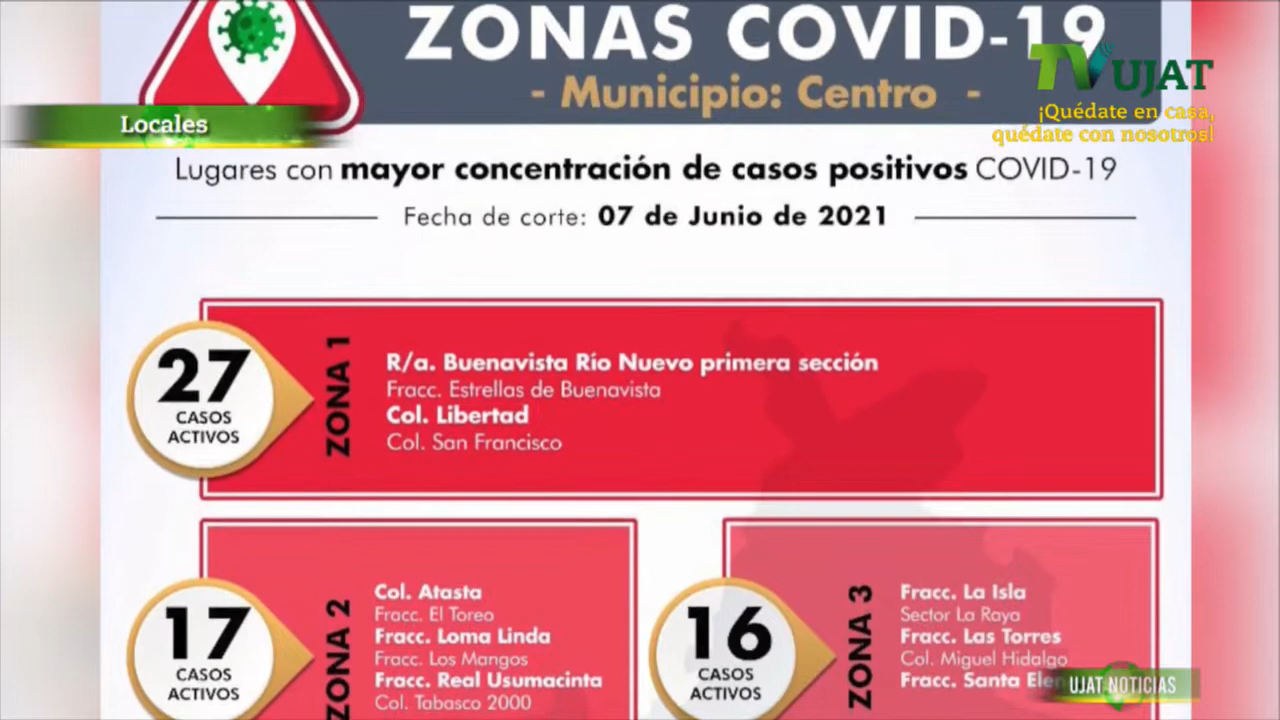 ZONAS COVID-19
- Municipio: Centro -
TVUJAT
¡Quédate en casa,
quédate con nosotros!
Locales
Lugares con mayor concentración de casos positivos COVID-19
Fecha de corte: 07 de Junio de 2021
27
CASOS
ACTIVOS
ZONA 1
R/a. Buenavista Río Nuevo primera sección
Fracc. Estrellas de Buenavista
Col. Libertad
Col. San Francisco
17
CASOS
ACTIVOS
ZONA 2
Col. Atasta
Fracc. El Toreo
Fracc. Loma Linda
Fracc. Los Mangos
Fracc. Real Usumacinta
Col. Tabasco 2000
16
CASOS
ACTIVOS
ZONA 3
Fracc. La Isla
Sector La Raya
Fracc. Las Torres
Col. Miguel Hidalgo
Fracc. Santa
UJAT NOTICIAS